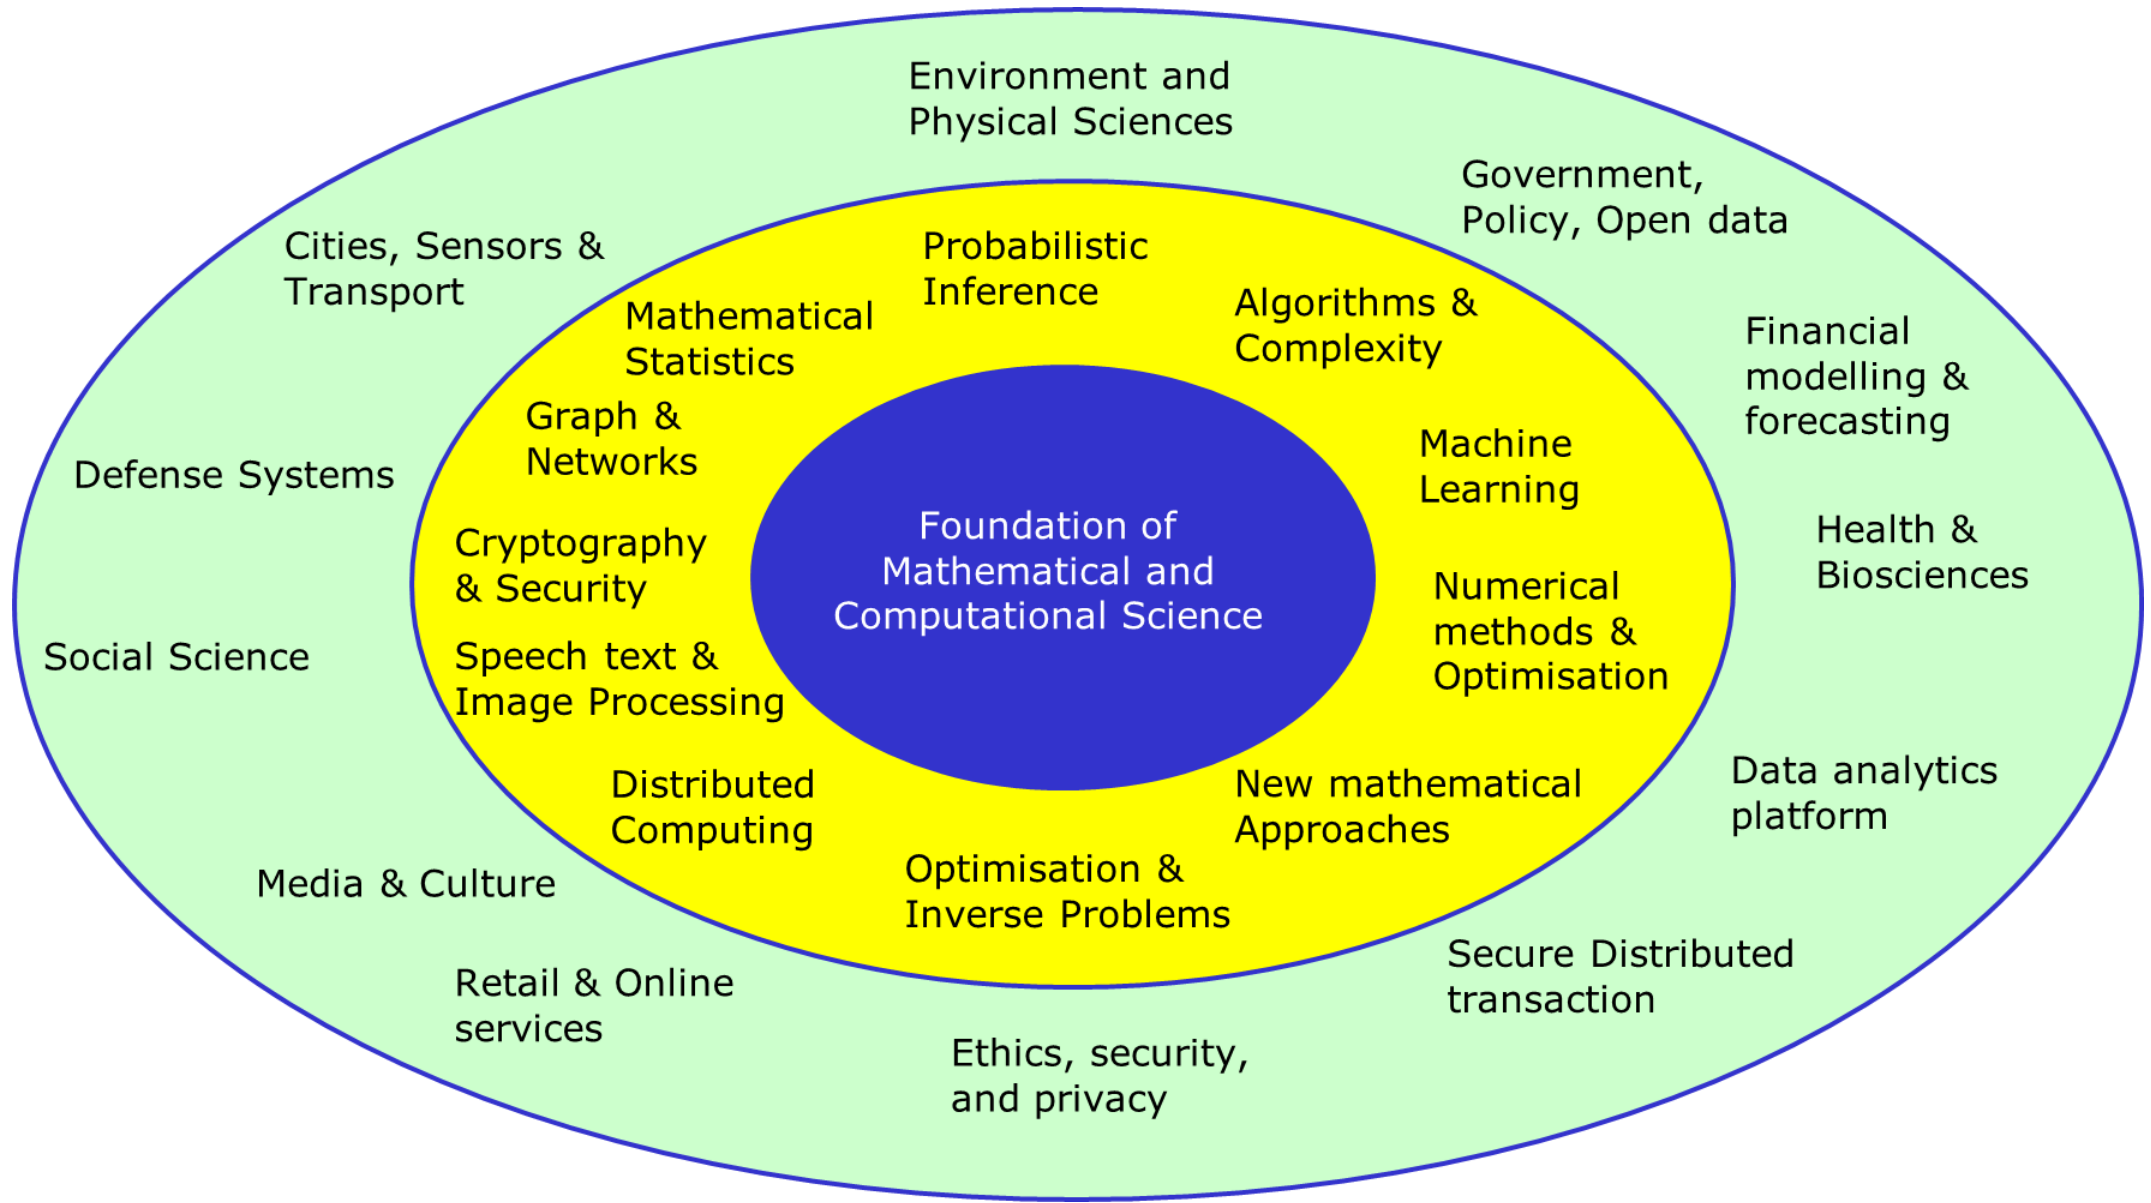 Environment and
Physical Sciences
Government,
Policy, Open data
Cities, Sensors &
Transport
Probabilistic
Inference
Algorithms &
Complexity
Mathematical
Statistics
Financial
modelling &
forecasting
Graph &
Networks
Machine
Learning
Defense Systems
Foundation of
Mathematical and
Computational Science
Health &
Biosciences
Cryptography
& Security
Numerical
methods &
Optimisation
Social Science
Speech text &
Image Processing
Distributed
Computing
New mathematical
Approaches
Data analytics
platform
Media & Culture
Optimisation &
Inverse Problems
Secure Distributed
transaction
Retail & Online
services
Ethics, security,
and privacy